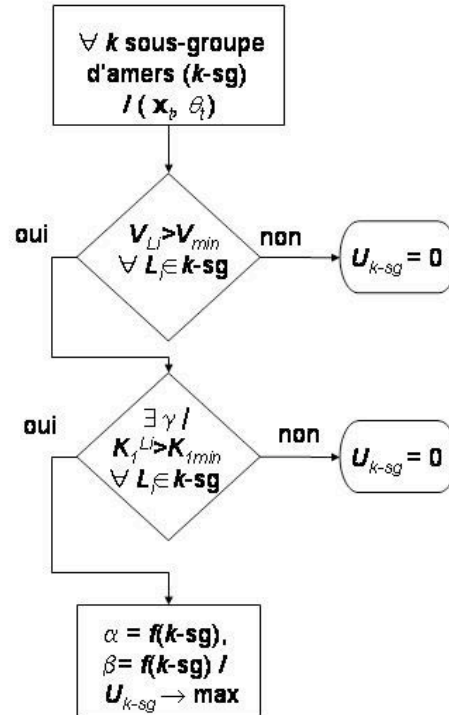 ∀ k sous-groupe
d'amers (k-sg)
/ ( x_t, θ_t)
oui
V_Li>V_min
∀ L_i∈ k-sg
non
U_k-sg = 0
oui
∃ γ /
K_1^Li>K_1min
∀ L_i∈ k-sg
non
U_k-sg = 0
α = f(k-sg),
β= f(k-sg) /
U_k-sg → max